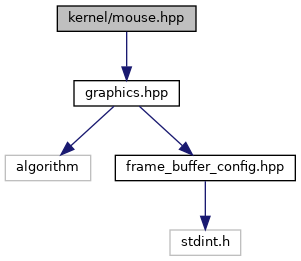 kernel/mouse.hpp
graphics.hpp
algorithm
frame_buffer_config.hpp
stdint.h